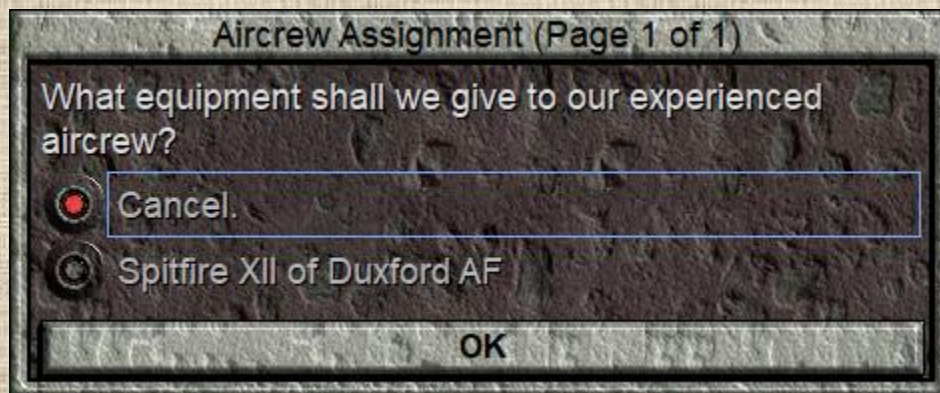 Aircrew Assignment (Page 1 of 1)
What equipment shall we give to our experienced
aircrew?
Cancel.
Spitfire XII of Duxford AF
OK